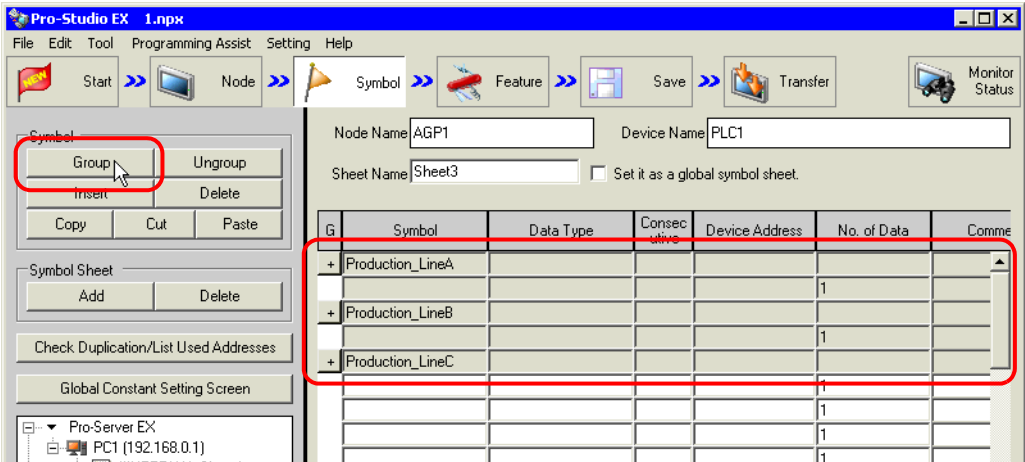 Pro-Studio EX 1.npx
File Edit Tool Programming Assist Setting Help
NEW Start Node Symbol Feature Save Transfer Monitor Status
Symbol
Group Ungroup
Insert Delete
Copy Cut Paste
Symbol Sheet
Add Delete
Check Duplication/List Used Addresses
Global Constant Setting Screen
Pro-Server EX
PC1 (192.168.0.1)
Node Name AGP1 Device Name PLC1
Sheet Name Sheet3 Set it as a global symbol sheet.
G Symbol Data Type Consecutive Device Address No. of Data Comme
+ Production_LineA
1
+ Production_LineB
1
+ Production_LineC
1
1
1
1